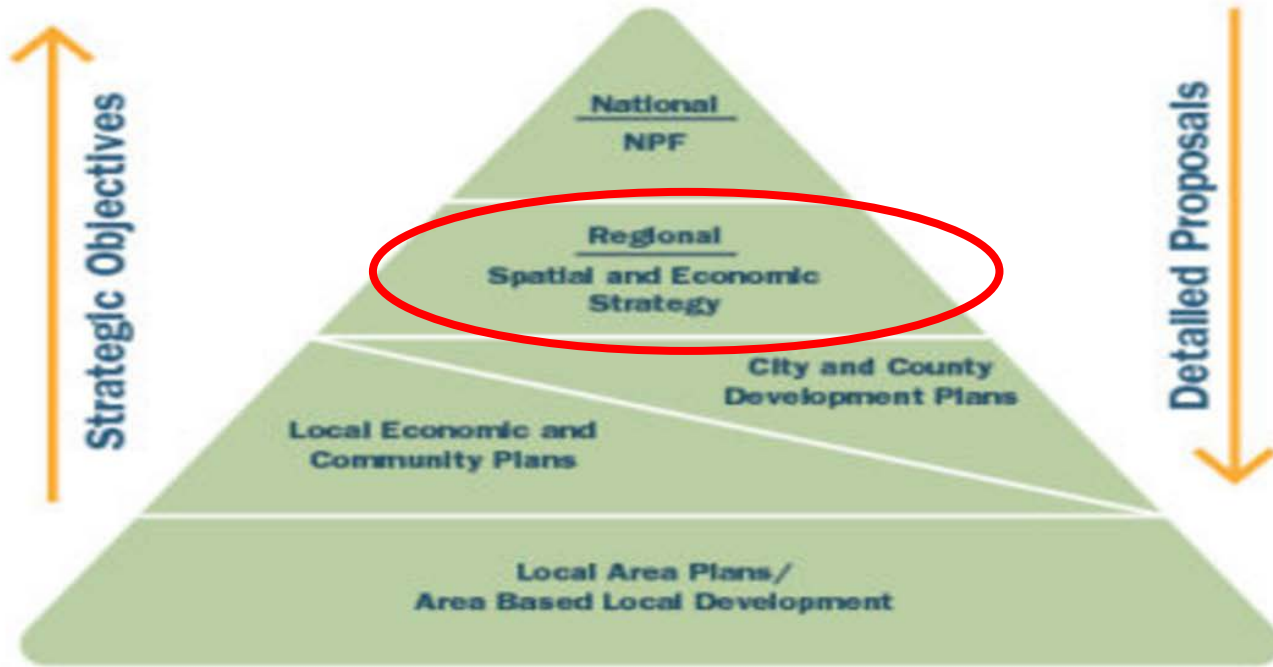 Strategic Objectives
National
NPF
Regional
Spatial and Economic
Strategy
City and County
Development Plans
Local Economic and
Community Plans
Local Area Plans/
Area Based Local Development
Detailed Proposals